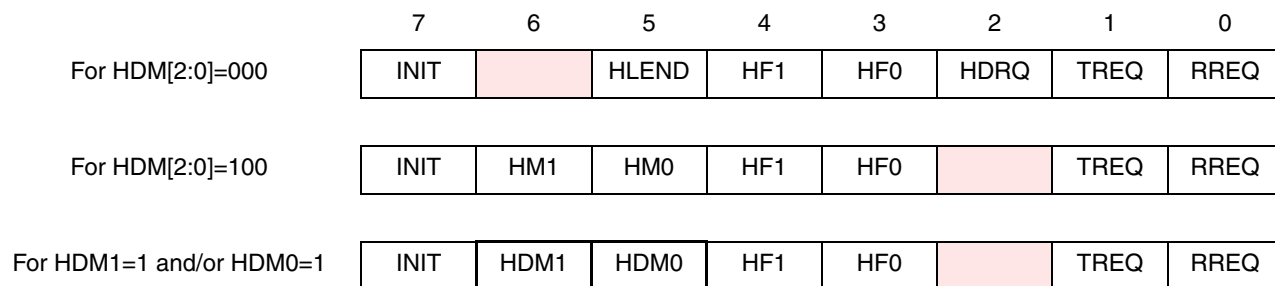 7 6 5 4 3 2 1 0
For HDM[2:0]=000 INIT HLEND HF1 HF0 HDRQ TREQ RREQ
For HDM[2:0]=100 INIT HM1 HM0 HF1 HF0 TREQ RREQ
For HDM1=1 and/or HDM0=1 INIT HDM1 HDM0 HF1 HF0 TREQ RREQ